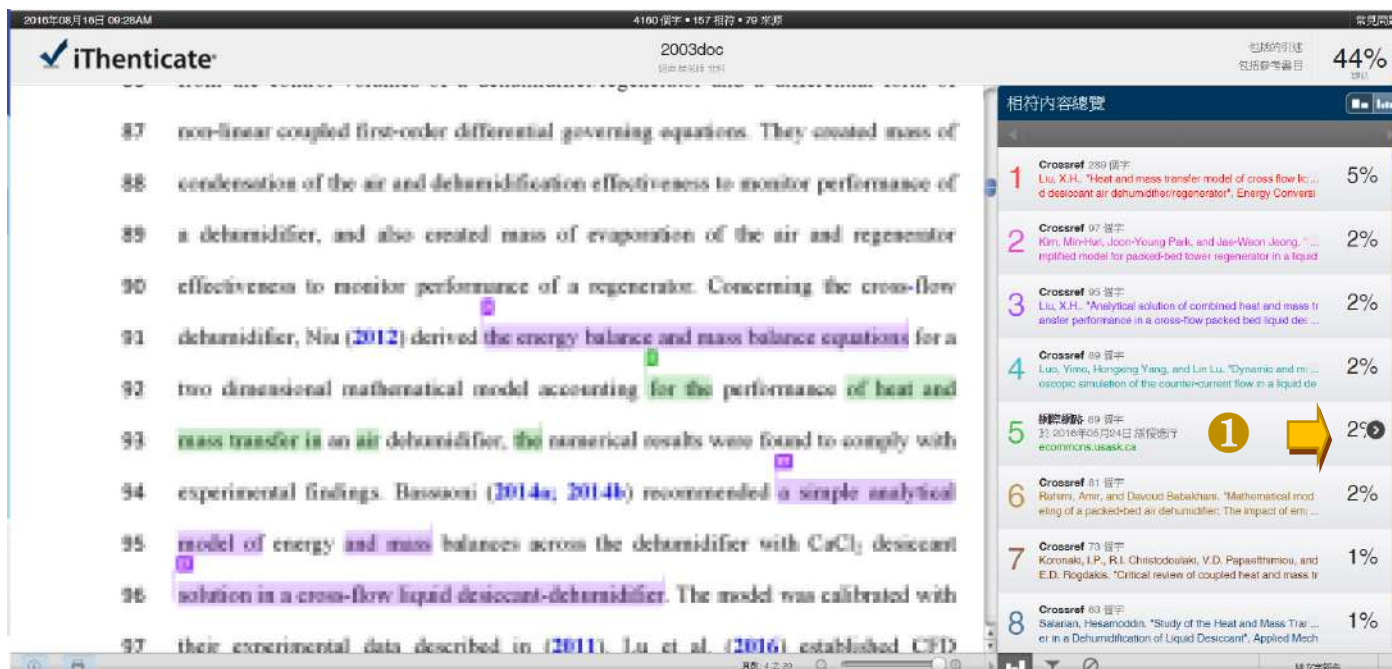 2016年08月16日 09:28AM
4160 個字 • 157 相符 • 79 來源
常見問
iThenticate
2003doc
包括的引述
包括參考書目
44%
類似
from the control volumes of a dehumidifier/regenerator and a differential form of
87 non-linear coupled first-order differential governing equations. They created mass of
88 condensation of the air and dehumidification effectiveness to monitor performance of
89 a dehumidifier, and also created mass of evaporation of the air and regenerator
90 effectiveness to monitor performance of a regenerator. Concerning the cross-flow
91 dehumidifier, Niu (2012) derived the energy balance and mass balance equations for a
92 two dimensional mathematical model accounting for the performance of heat and
93 mass transfer in an air dehumidifier, the numerical results were found to comply with
94 experimental findings. Bassuoni (2014a; 2014b) recommended a simple analytical
95 model of energy and mass balances across the dehumidifier with CaCl₂ desiccant
96 solution in a cross-flow liquid desiccant-dehumidifier. The model was calibrated with
97 their experimental data described in (2011). Lu et al. (2016) established CFD
相符內容總覽
1 Crossref 289 個字 5%
Liu, X.H.. "Heat and mass transfer model of cross flow lic ...
d desiccant air dehumidifier/regenerator", Energy Conversi
2 Crossref 97 個字 2%
Kim, Min-Hwi, Joon-Young Park, and Jae-Weon Jeong. " ...
mplified model for packed-bed tower regenerator in a liquid
3 Crossref 95 個字 2%
Liu, X.H.. "Analytical solution of combined heat and mass tr
ansfer performance in a cross-flow packed bed liquid des ...
4 Crossref 89 個字 2%
Luo, Yimo, Hongxing Yang, and Lin Lu. "Dynamic and mi ...
oscopic simulation of the counter-current flow in a liquid de
5 網際網路 89 個字 2%
於 2016年05月24日
ecommons.usask.ca
1
6 Crossref 81 個字 2%
Rahimi, Amir, and Davoud Babakhani. "Mathematical mod
eling of a packed-bed air dehumidifier: The impact of em ...
7 Crossref 73 個字 1%
Koronaki, I.P., R.I. Christodoulaki, V.D. Papaefthimiou, and
E.D. Rogdakis. "Critical review of coupled heat and mass tr
8 Crossref 63 個字 1%
Salarian, Hesamoddin. "Study of the Heat and Mass Trar ...
er in a Dehumidification of Liquid Desiccant", Applied Mech